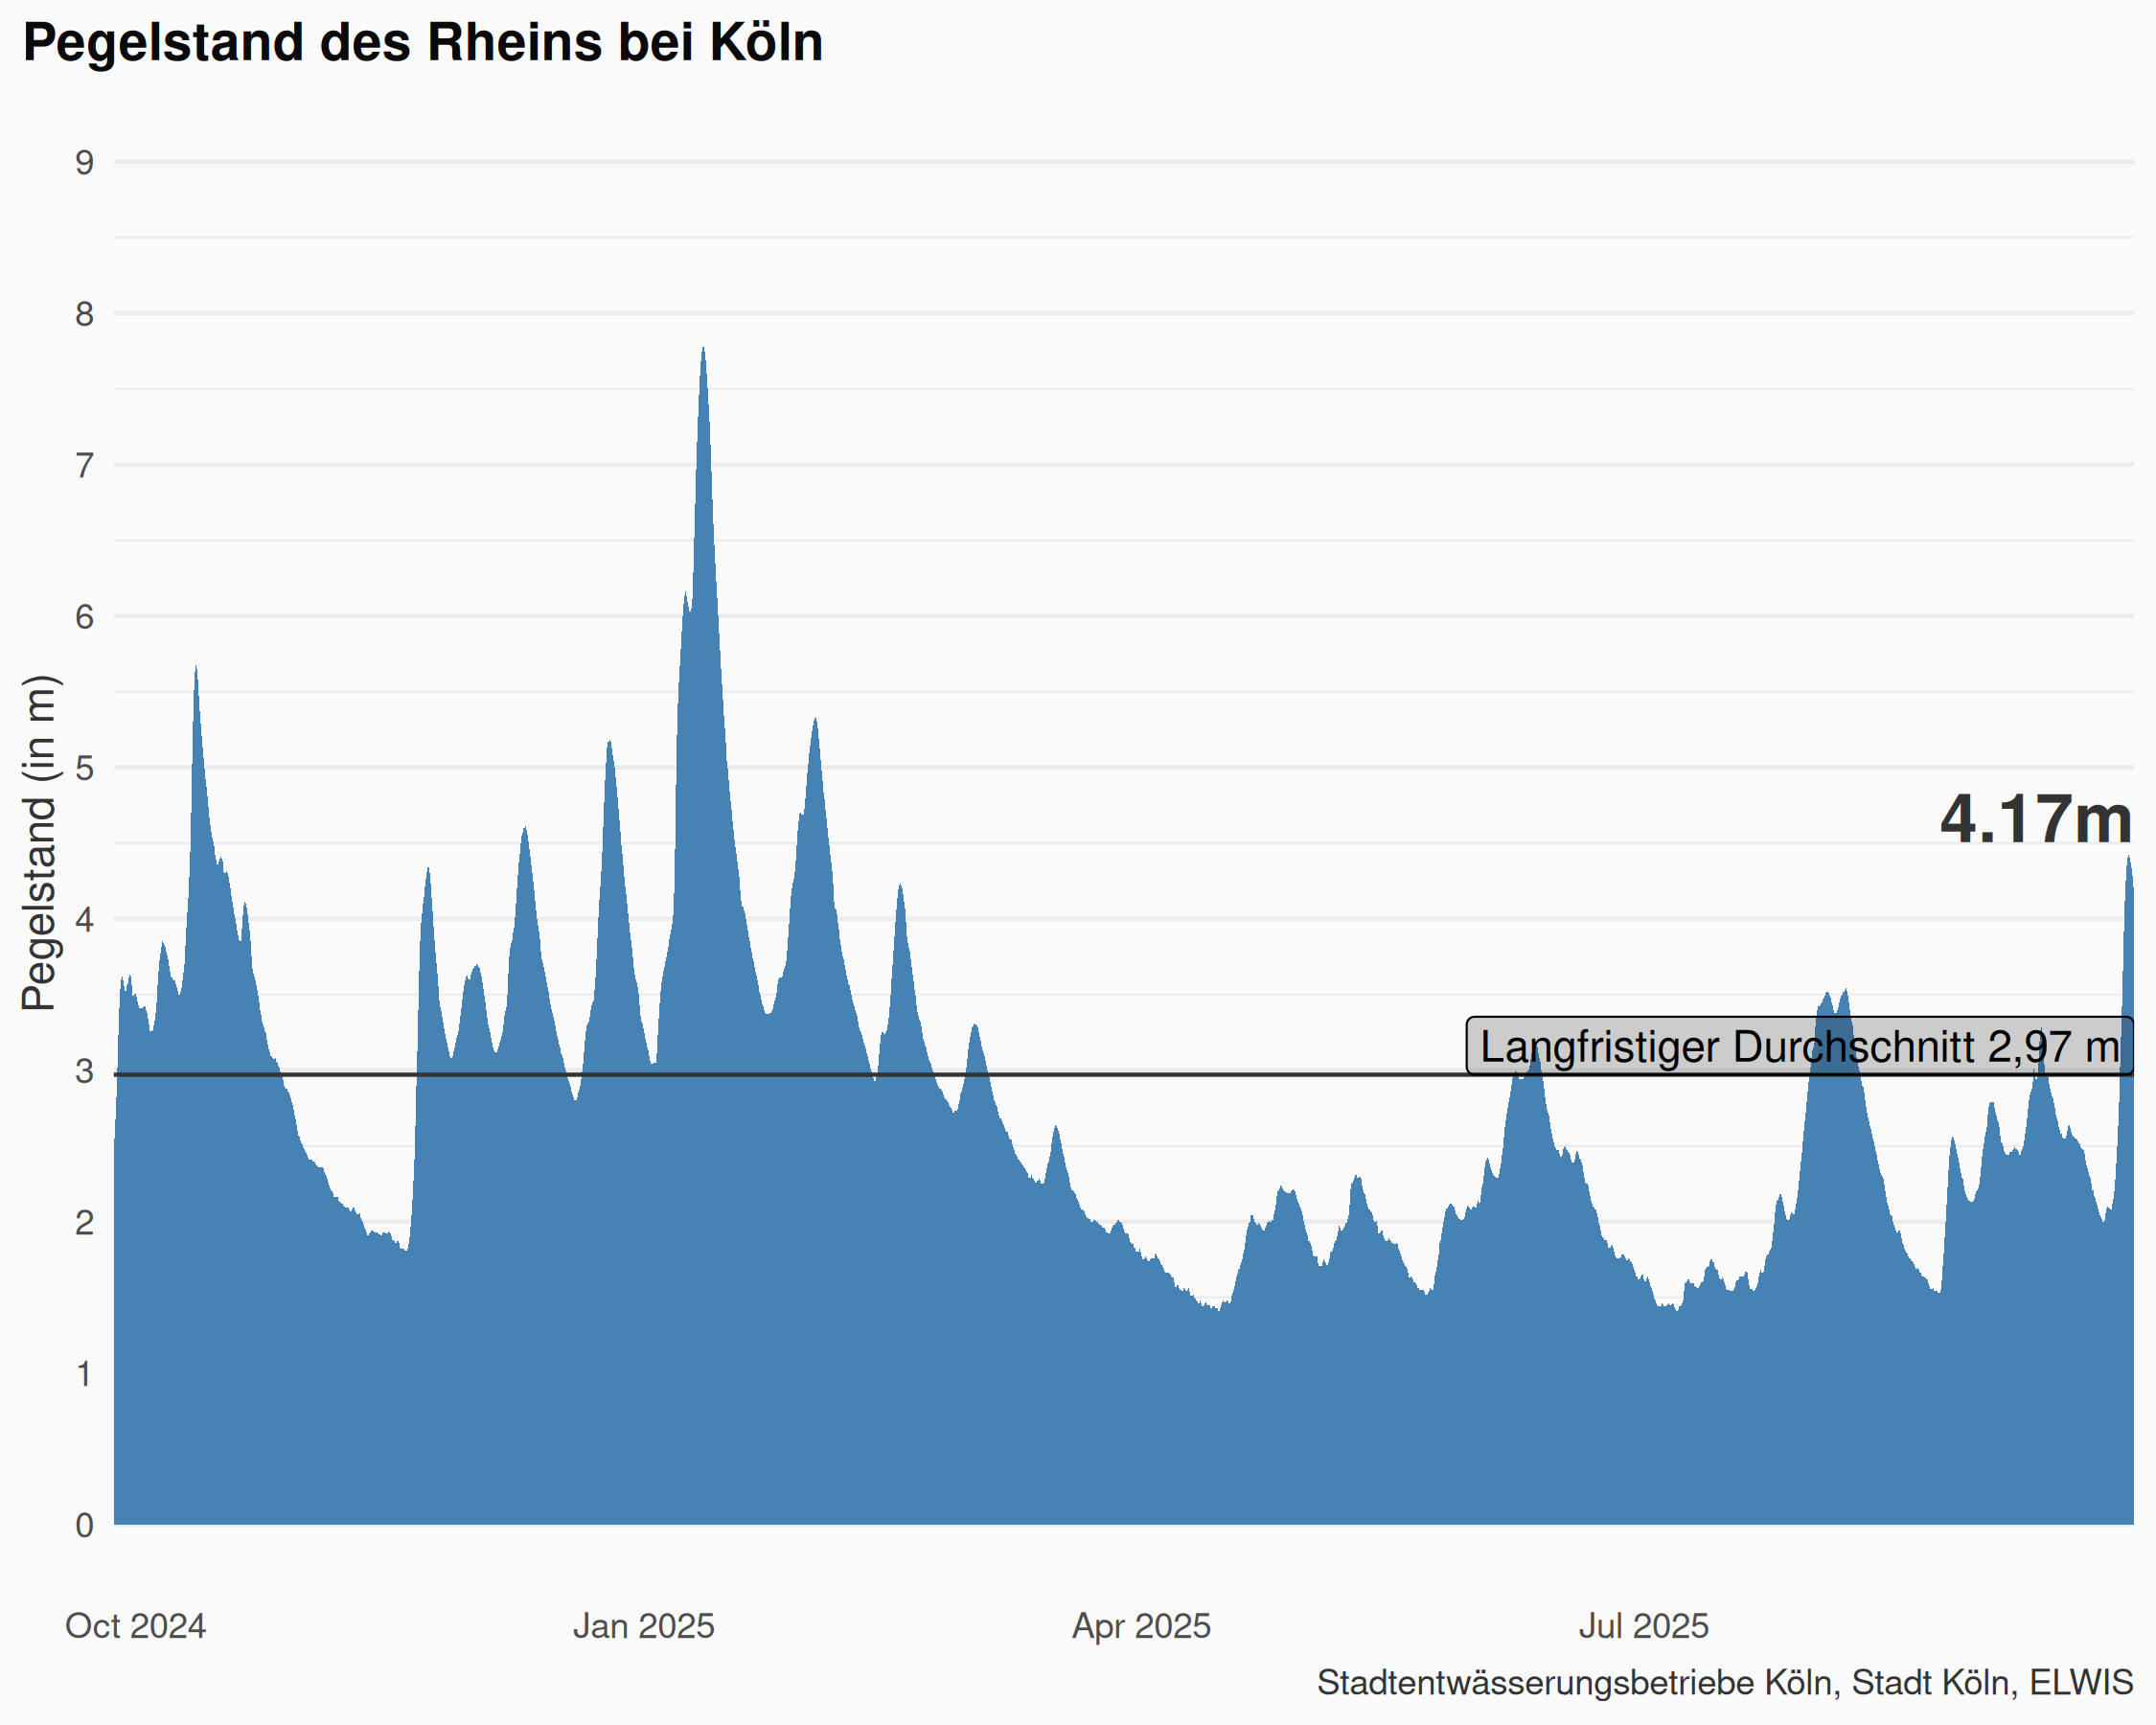 Pegelstand des Rheins bei Köln
Pegelstand (in m)
9
8
7
6
5
4
3
2
1
0
4.17m
Langfristiger Durchschnitt 2,97 m
Oct 2024
Jan 2025
Apr 2025
Jul 2025
Stadtentwässerungsbetriebe Köln, Stadt Köln, ELWIS